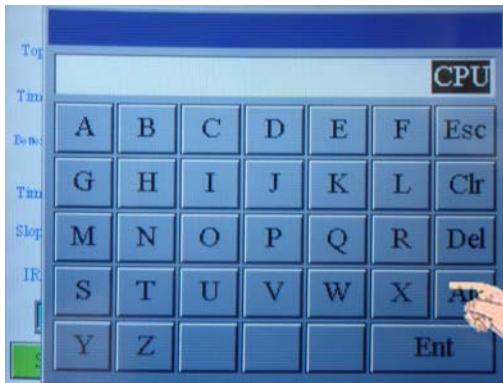 CPU
A B C D E F Esc
G H I J K L Clr
M N O P Q R Del
S T U V W X
Y Z Ent